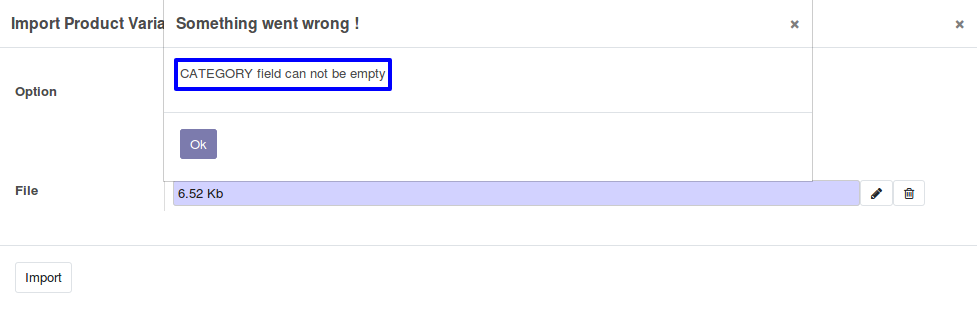 Import Product Varia
Something went wrong !
CATEGORY field can not be empty
Option
Ok
File
6.52 Kb
Import